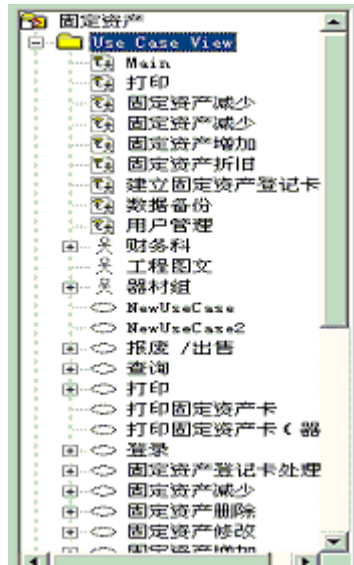 固定资产
Use Case View
Main
打印
固定资产减少
固定资产减少
固定资产增加
固定资产折旧
建立固定资产登记卡
数据备份
用户管理
财务科
工程图文
器材组
NewUseCase
NewUseCase2
报废 /出售
查询
打印
打印固定资产卡
打印固定资产卡(器
登录
固定资产登记卡处理
固定资产减少
固定资产删除
固定资产修改
固定资产增加